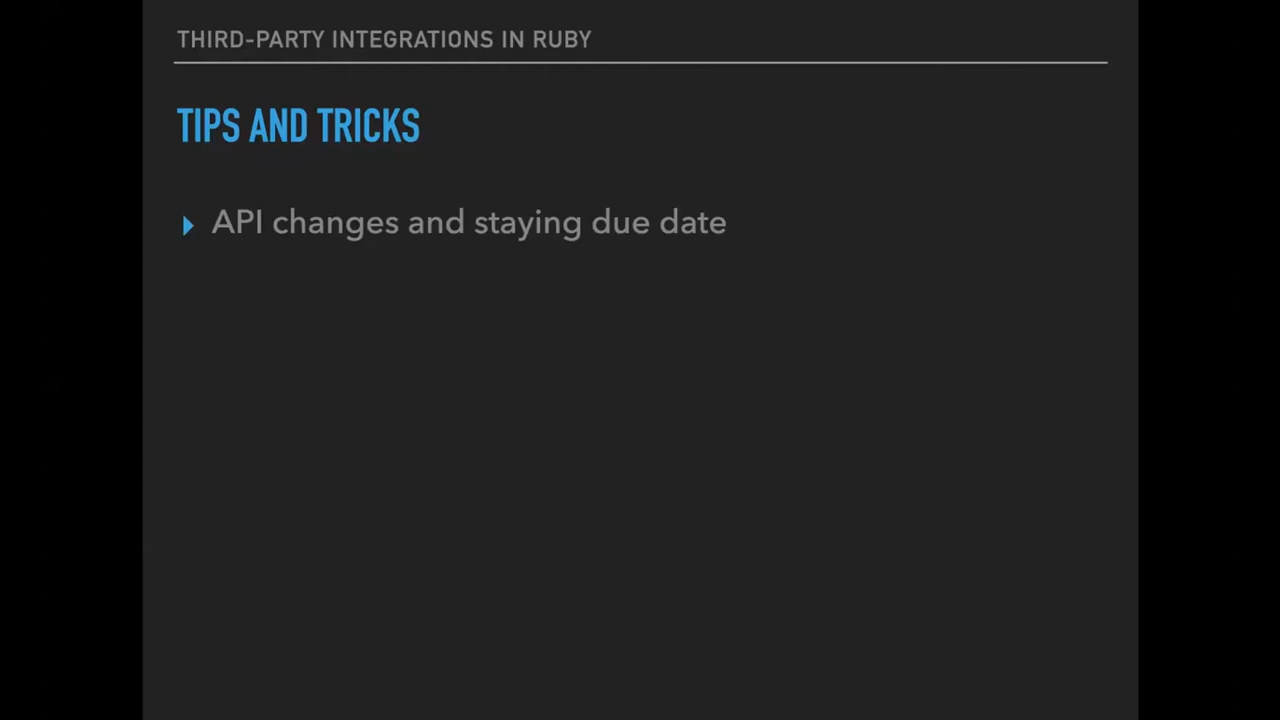 THIRD-PARTY INTEGRATIONS IN RUBY
TIPS AND TRICKS
API changes and staying due date